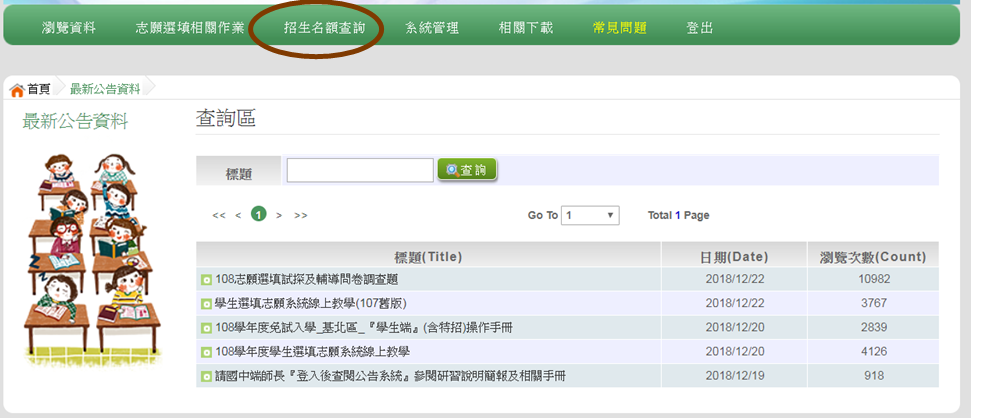 瀏覽資料 志願選填相關作業 招生名額查詢 系統管理 相關下載 常見問題 登出
首頁 最新公告資料
最新公告資料 查詢區
標題 查詢
<< < 1 > >> Go To 1 Total 1 Page
標題(Title) 日期(Date) 瀏覽次數(Count)
108志願選填試探及輔導問卷調查題 2018/12/22 10982
學生選填志願系統線上教學(107舊版) 2018/12/22 3767
108學年度免試入學_基北區_『學生端』(含特招)操作手冊 2018/12/20 2839
108學年度學生選填志願系統線上教學 2018/12/20 4126
請國中端師長『登入後查閱公告系統』參閱研習說明簡報及相關手冊 2018/12/19 918